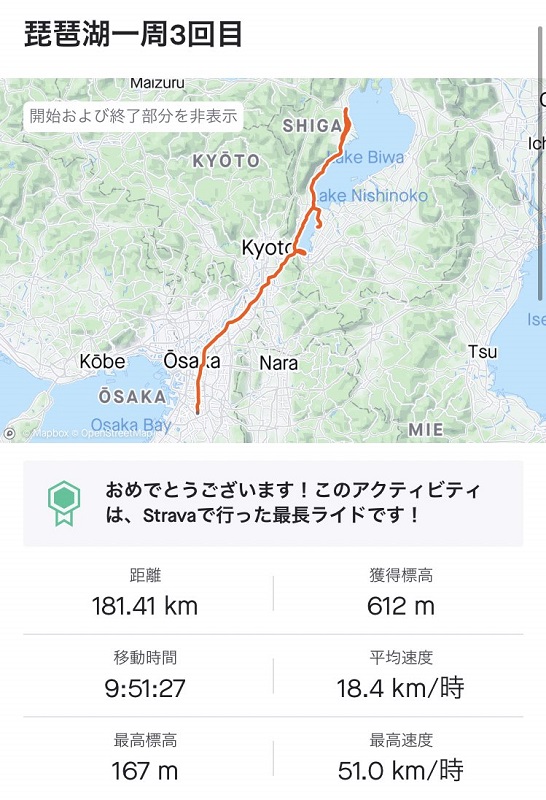 琵琶湖一周3回目
Maizuru
開始および終了部分を非表示
SHIGA
KYŌTO
Lake Biwa
Lake Nishinoko
Kyoto
Kōbe
Ōsaka
Nara
Tsu
ŌSAKA
Osaka Bay
MIE
© Mapbox © OpenStreetMap
おめでとうございます！このアクティビティ
は、Stravaで行った最長ライドです！
距離
獲得標高
181.41 km
612 m
移動時間
平均速度
9:51:27
18.4 km/時
最高標高
最高速度
167 m
51.0 km/時